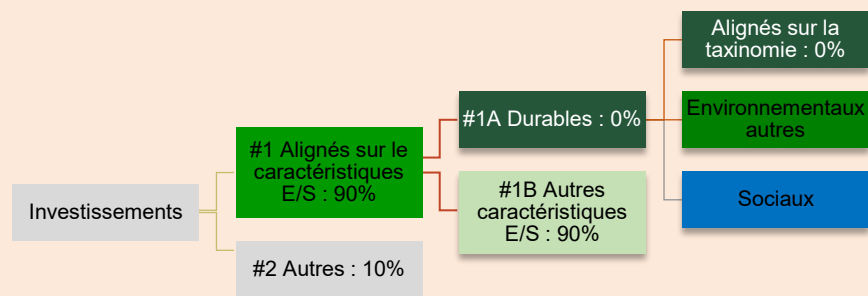 Investissements
#1 Alignés sur le
caractéristiques
E/S : 90%
#2 Autres : 10%
#1A Durables : 0%
#1B Autres
caractéristiques
E/S : 90%
Alignés sur la
taxinomie : 0%
Environnementaux
autres
Sociaux